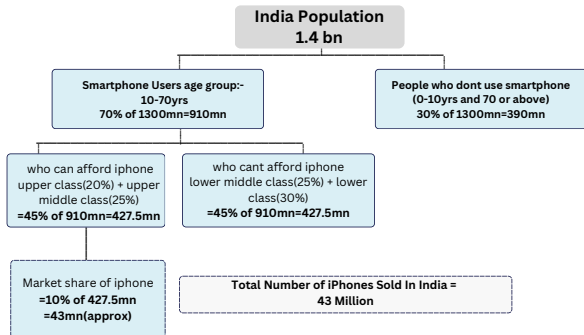 India Population
1.4 bn
Smartphone Users age group:-
10-70yrs
70% of 1300mn=910mn
People who dont use smartphone
(0-10yrs and 70 or above)
30% of 1300mn=390mn
who can afford iphone
upper class(20%) + upper
middle class(25%)
=45% of 910mn=427.5mn
who cant afford iphone
lower middle class(25%) + lower
class(30%)
=45% of 910mn=427.5mn
Market share of iphone
=10% of 427.5mn
=43mn(approx)
Total Number of iPhones Sold In India =
43 Million